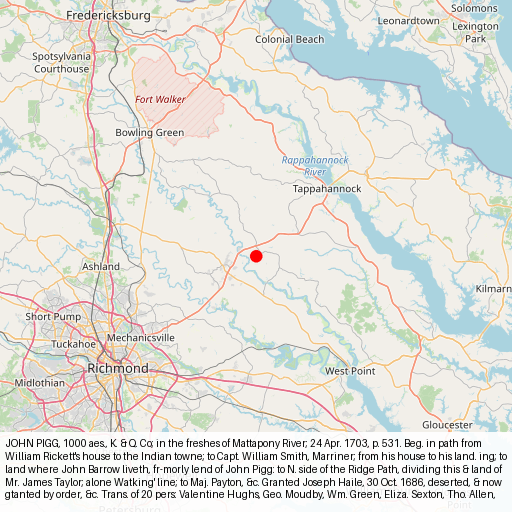 Fredericksburg
Solomons
Leonardtown
Lexington
Park
Colonial Beach
Spotsylvania
Courthouse
Fort Walker
Bowling Green
Rappahannock
River
Tappahannock
Ashland
Kilmarn
Short Pump
Mechanicsville
Tuckahoe
Richmond
Midlothian
West Point
Gloucester
JOHN PIGG, 1000 aes,, K. & Q. Co; in the freshes of Mattapony River; 24 Apr. 1703, p. 531. Beg. in path from
William Rickett's house to the Indian towne; to Capt. William Smith, Marriner; from his house to his land. ing; to
land where John Barrow liveth, fr-morly lend of John Pigg: to N. side of the Ridge Path, dividing this & land of
Mr. James Taylor; alone Watking' line; to Maj. Payton, &c. Granted Joseph Haile, 30 Oct. 1686, deserted, & now
gtanted by order, &c. Trans. of 20 pers: Valentine Hughs, Geo. Moudby, Wm. Green, Eliza. Sexton, Tho. Allen,
Petersburg